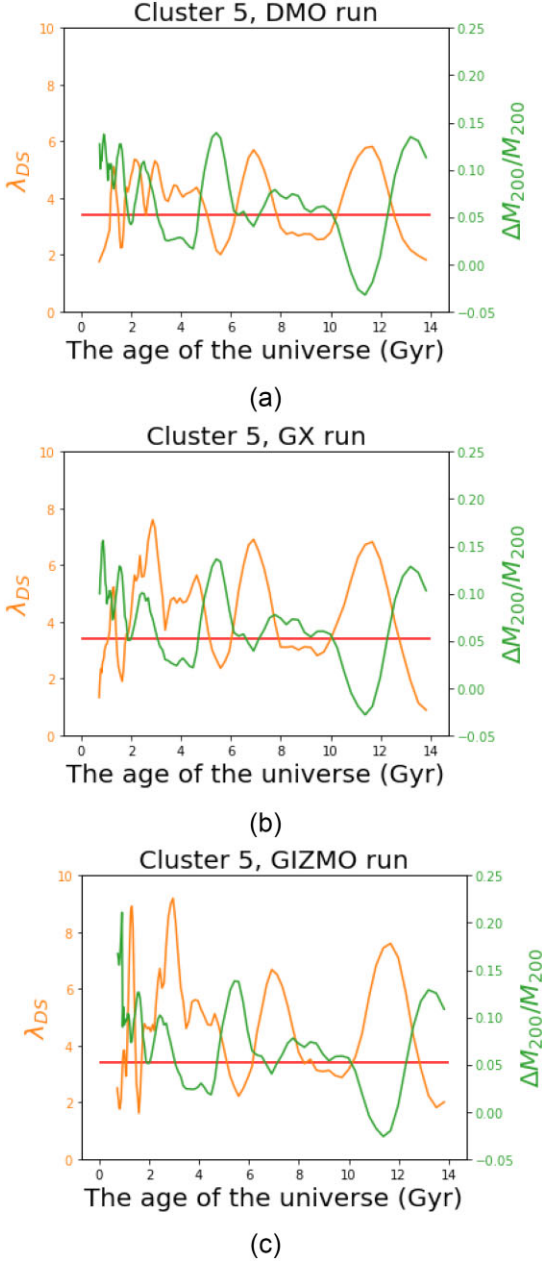 Cluster 5, DMO run
10
8
6
4
2
0
λDS
0.25
0.20
0.15
0.10
0.05
0.00
−0.05
ΔM200/M200
0 2 4 6 8 10 12 14
The age of the universe (Gyr)
(a)
Cluster 5, GX run
10
8
6
4
2
0
λDS
0.25
0.20
0.15
0.10
0.05
0.00
−0.05
ΔM200/M200
0 2 4 6 8 10 12 14
The age of the universe (Gyr)
(b)
Cluster 5, GIZMO run
10
8
6
4
2
0
λDS
0.25
0.20
0.15
0.10
0.05
0.00
−0.05
ΔM200/M200
0 2 4 6 8 10 12 14
The age of the universe (Gyr)
(c)